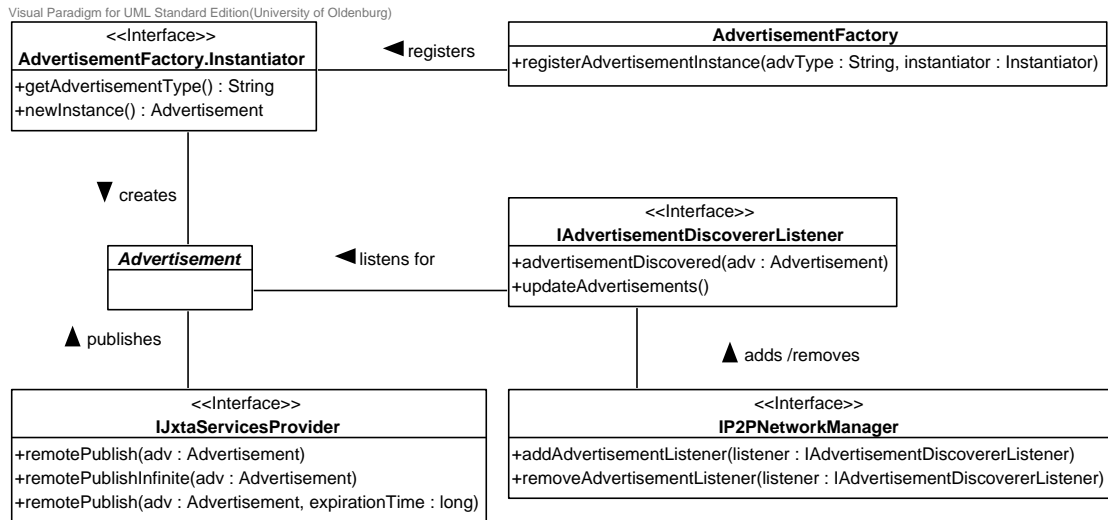 Visual Paradigm for UML Standard Edition(University of Oldenburg)
<<Interface>>
AdvertisementFactory.Instantiator
+getAdvertisementType() : String
+newInstance() : Advertisement
registers
AdvertisementFactory
+registerAdvertisementInstance(advType : String, instantiator : Instantiator)
creates
Advertisement
listens for
<<Interface>>
IAdvertisementDiscovererListener
+advertisementDiscovered(adv : Advertisement)
+updateAdvertisements()
publishes
adds /removes
<<Interface>>
IJxtaServicesProvider
+remotePublish(adv : Advertisement)
+remotePublishInfinite(adv : Advertisement)
+remotePublish(adv : Advertisement, expirationTime : long)
<<Interface>>
IP2PNetworkManager
+addAdvertisementListener(listener : IAdvertisementDiscovererListener)
+removeAdvertisementListener(listener : IAdvertisementDiscovererListener)